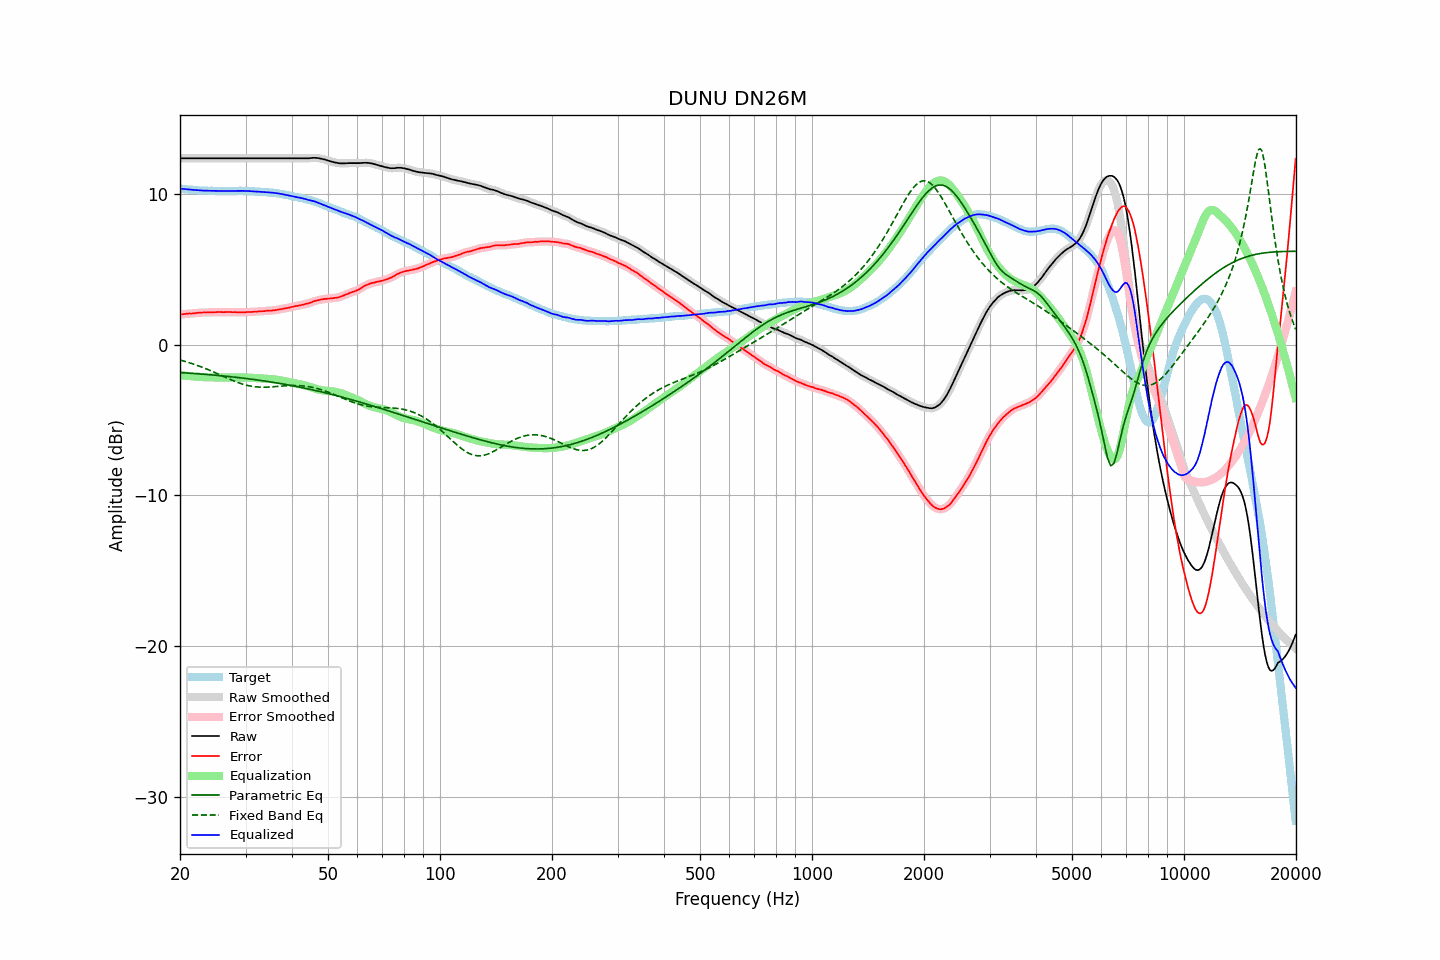 DUNU DN26M
Amplitude (dBr)
10
0
−10
−20
−30
Target
Raw Smoothed
Error Smoothed
Raw
Error
Equalization
Parametric Eq
Fixed Band Eq
Equalized
20 50 100 200 500 1000 2000 5000 10000 20000
Frequency (Hz)